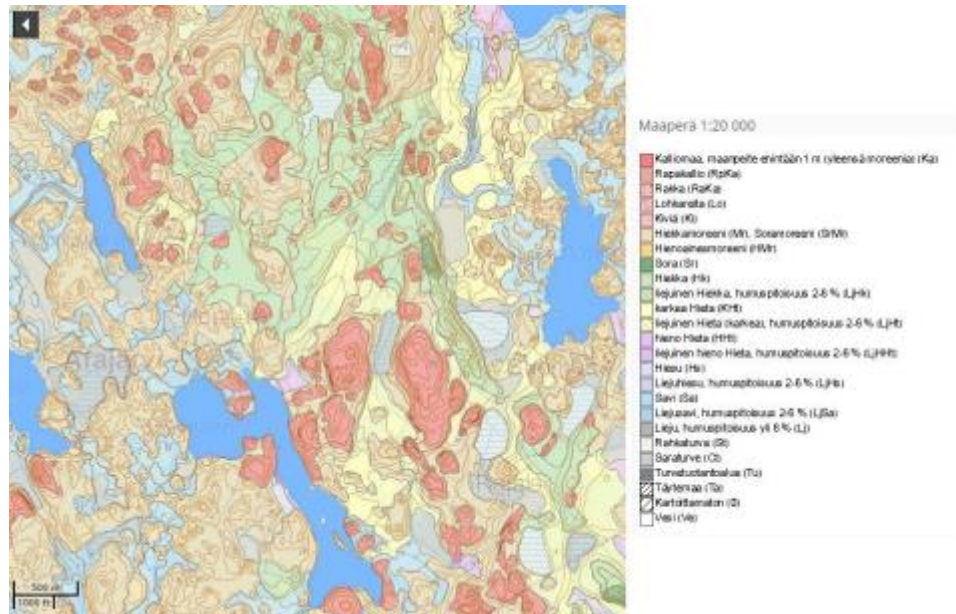 Maaperä 1:20 000
Kalliomaa, maanpeite enintään 1 m (yleensä moreenia) (Ka)
Rapakallio (RpKa)
Rakka (RaKa)
Lohkareita (Lo)
Kiviä (Ki)
Hiekkamoreeni (Mr), Soramoreeni (SrMr)
Hienoainesmoreeni (HMr)
Sora (Sr)
Hiekka (Hk)
liejuinen Hiekka, humuspitoisuus 2-6 % (LjHk)
karkea Hieta (KHt)
liejuinen Hieta (karkea), humuspitoisuus 2-6 % (LjHt)
hieno Hieta (HHt)
liejuinen hieno Hieta, humuspitoisuus 2-6 % (LjHHt)
Hiesu (Hs)
Liejuhiesu, humuspitoisuus 2-6 % (LjHs)
Savi (Sa)
Liejusavi, humuspitoisuus 2-6 % (LjSa)
Lieju, humuspitoisuus yli 6 % (Lj)
Rahkaturve (St)
Saraturve (Ct)
Turvetuotantoalue (Tu)
Täytemaa (Ta)
Kartoittamaton (0)
Vesi (Ve)
500 m
1000 ft